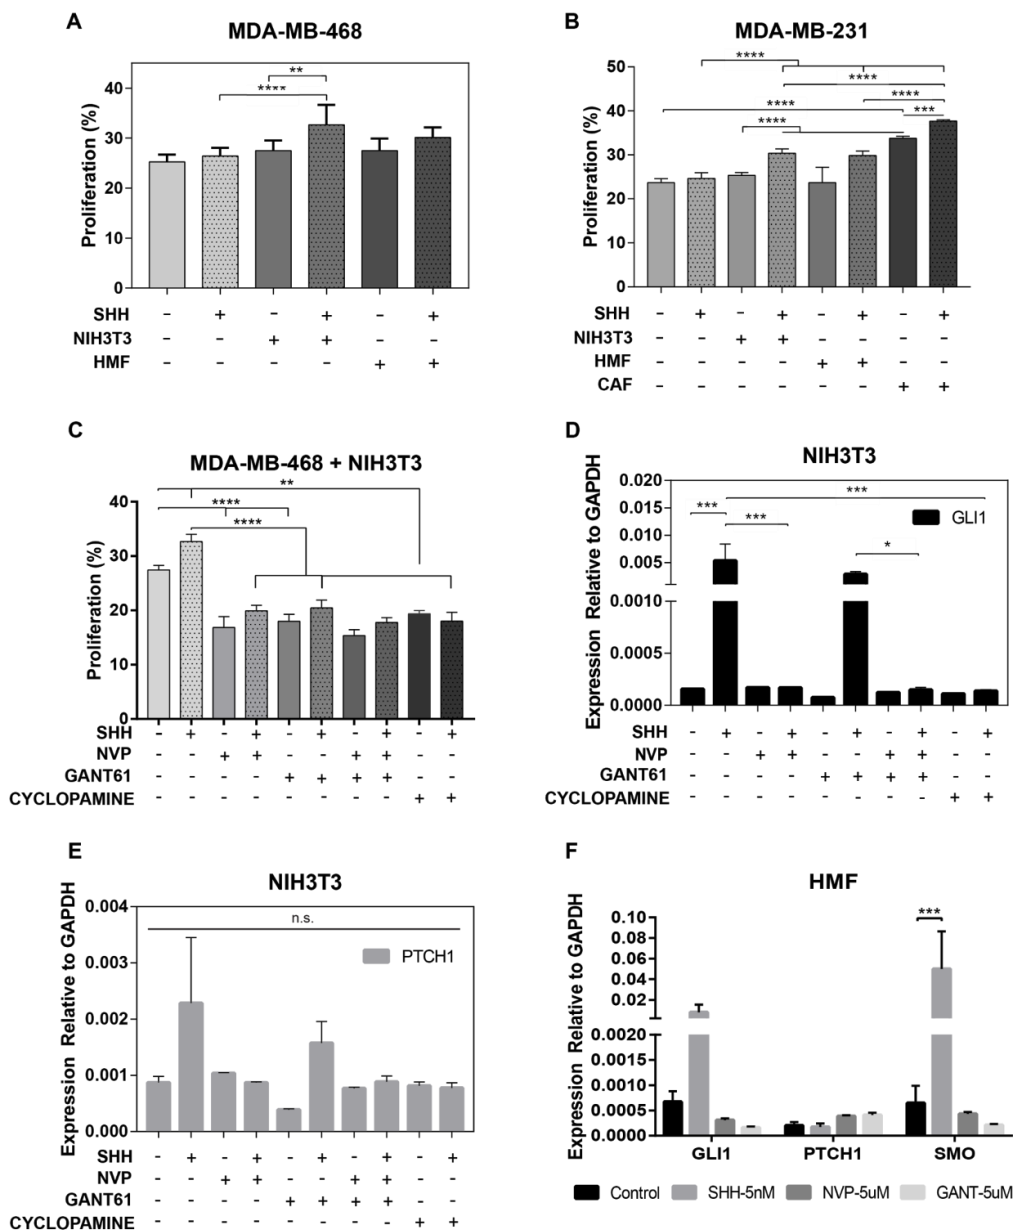 A
MDA-MB-468
Proliferation (%)
40
30
20
10
0
**
****
SHH - + - + - +
NIH3T3 - - + + - -
HMF - - - - + +
B
MDA-MB-231
Proliferation (%)
50
40
30
20
10
0
****
****
****
**** ***
****
SHH - + - + - + - +
NIH3T3 - - + + - - - -
HMF - - - - + + - -
CAF - - - - - - + +
C
MDA-MB-468 + NIH3T3
Proliferation (%)
40
30
20
10
0
**
****
****
SHH - + - + - + - + - +
NVP - - + + - - + + - -
GANT61 - - - - + + + + - -
CYCLOPAMINE - - - - - - - - + +
D
NIH3T3
Expression Relative to GAPDH
0.020
0.015
0.010
0.005
0.0010
0.0005
0.0000
GLI1
***
*** ***
*
SHH - + - + - + - + - +
NVP - - + + - - + + - -
GANT61 - - - - + + + + - -
CYCLOPAMINE - - - - - - - - + +
E
NIH3T3
Expression Relative to GAPDH
0.004
0.003
0.002
0.001
0.000
n.s.
PTCH1
SHH - + - + - + - + - +
NVP - - + + - - + + - -
GANT61 - - - - + + + + - -
CYCLOPAMINE - - - - - - - - + +
F
HMF
Expression Relative to GAPDH
0.10
0.08
0.06
0.04
0.02
0.0020
0.0015
0.0010
0.0005
0.0000
***
GLI1 PTCH1 SMO
Control SHH-5nM NVP-5uM GANT-5uM